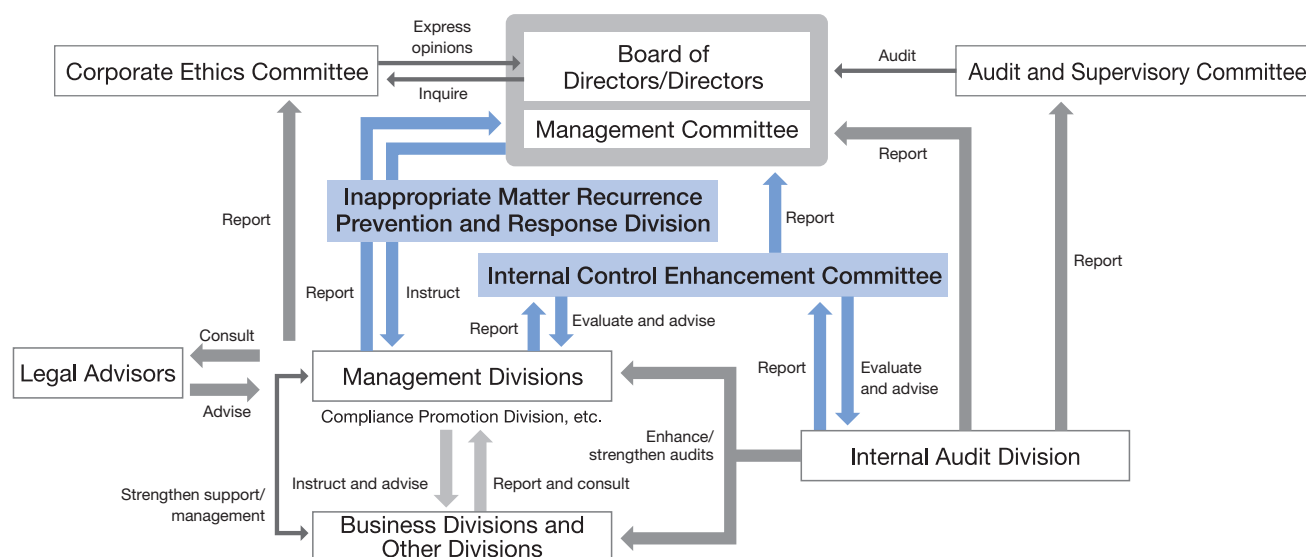 Express
opinions
Corporate Ethics Committee
Inquire
Board of
Directors/Directors
Management Committee
Audit
Audit and Supervisory Committee
Report
Inappropriate Matter Recurrence
Prevention and Response Division
Report
Report
Report
Internal Control Enhancement Committee
Report
Instruct
Report
Evaluate and advise
Consult
Legal Advisors
Advise
Management Divisions
Compliance Promotion Division, etc.
Report
Evaluate
and advise
Enhance/
strengthen audits
Internal Audit Division
Instruct and advise
Report and consult
Strengthen support/
management
Business Divisions and
Other Divisions